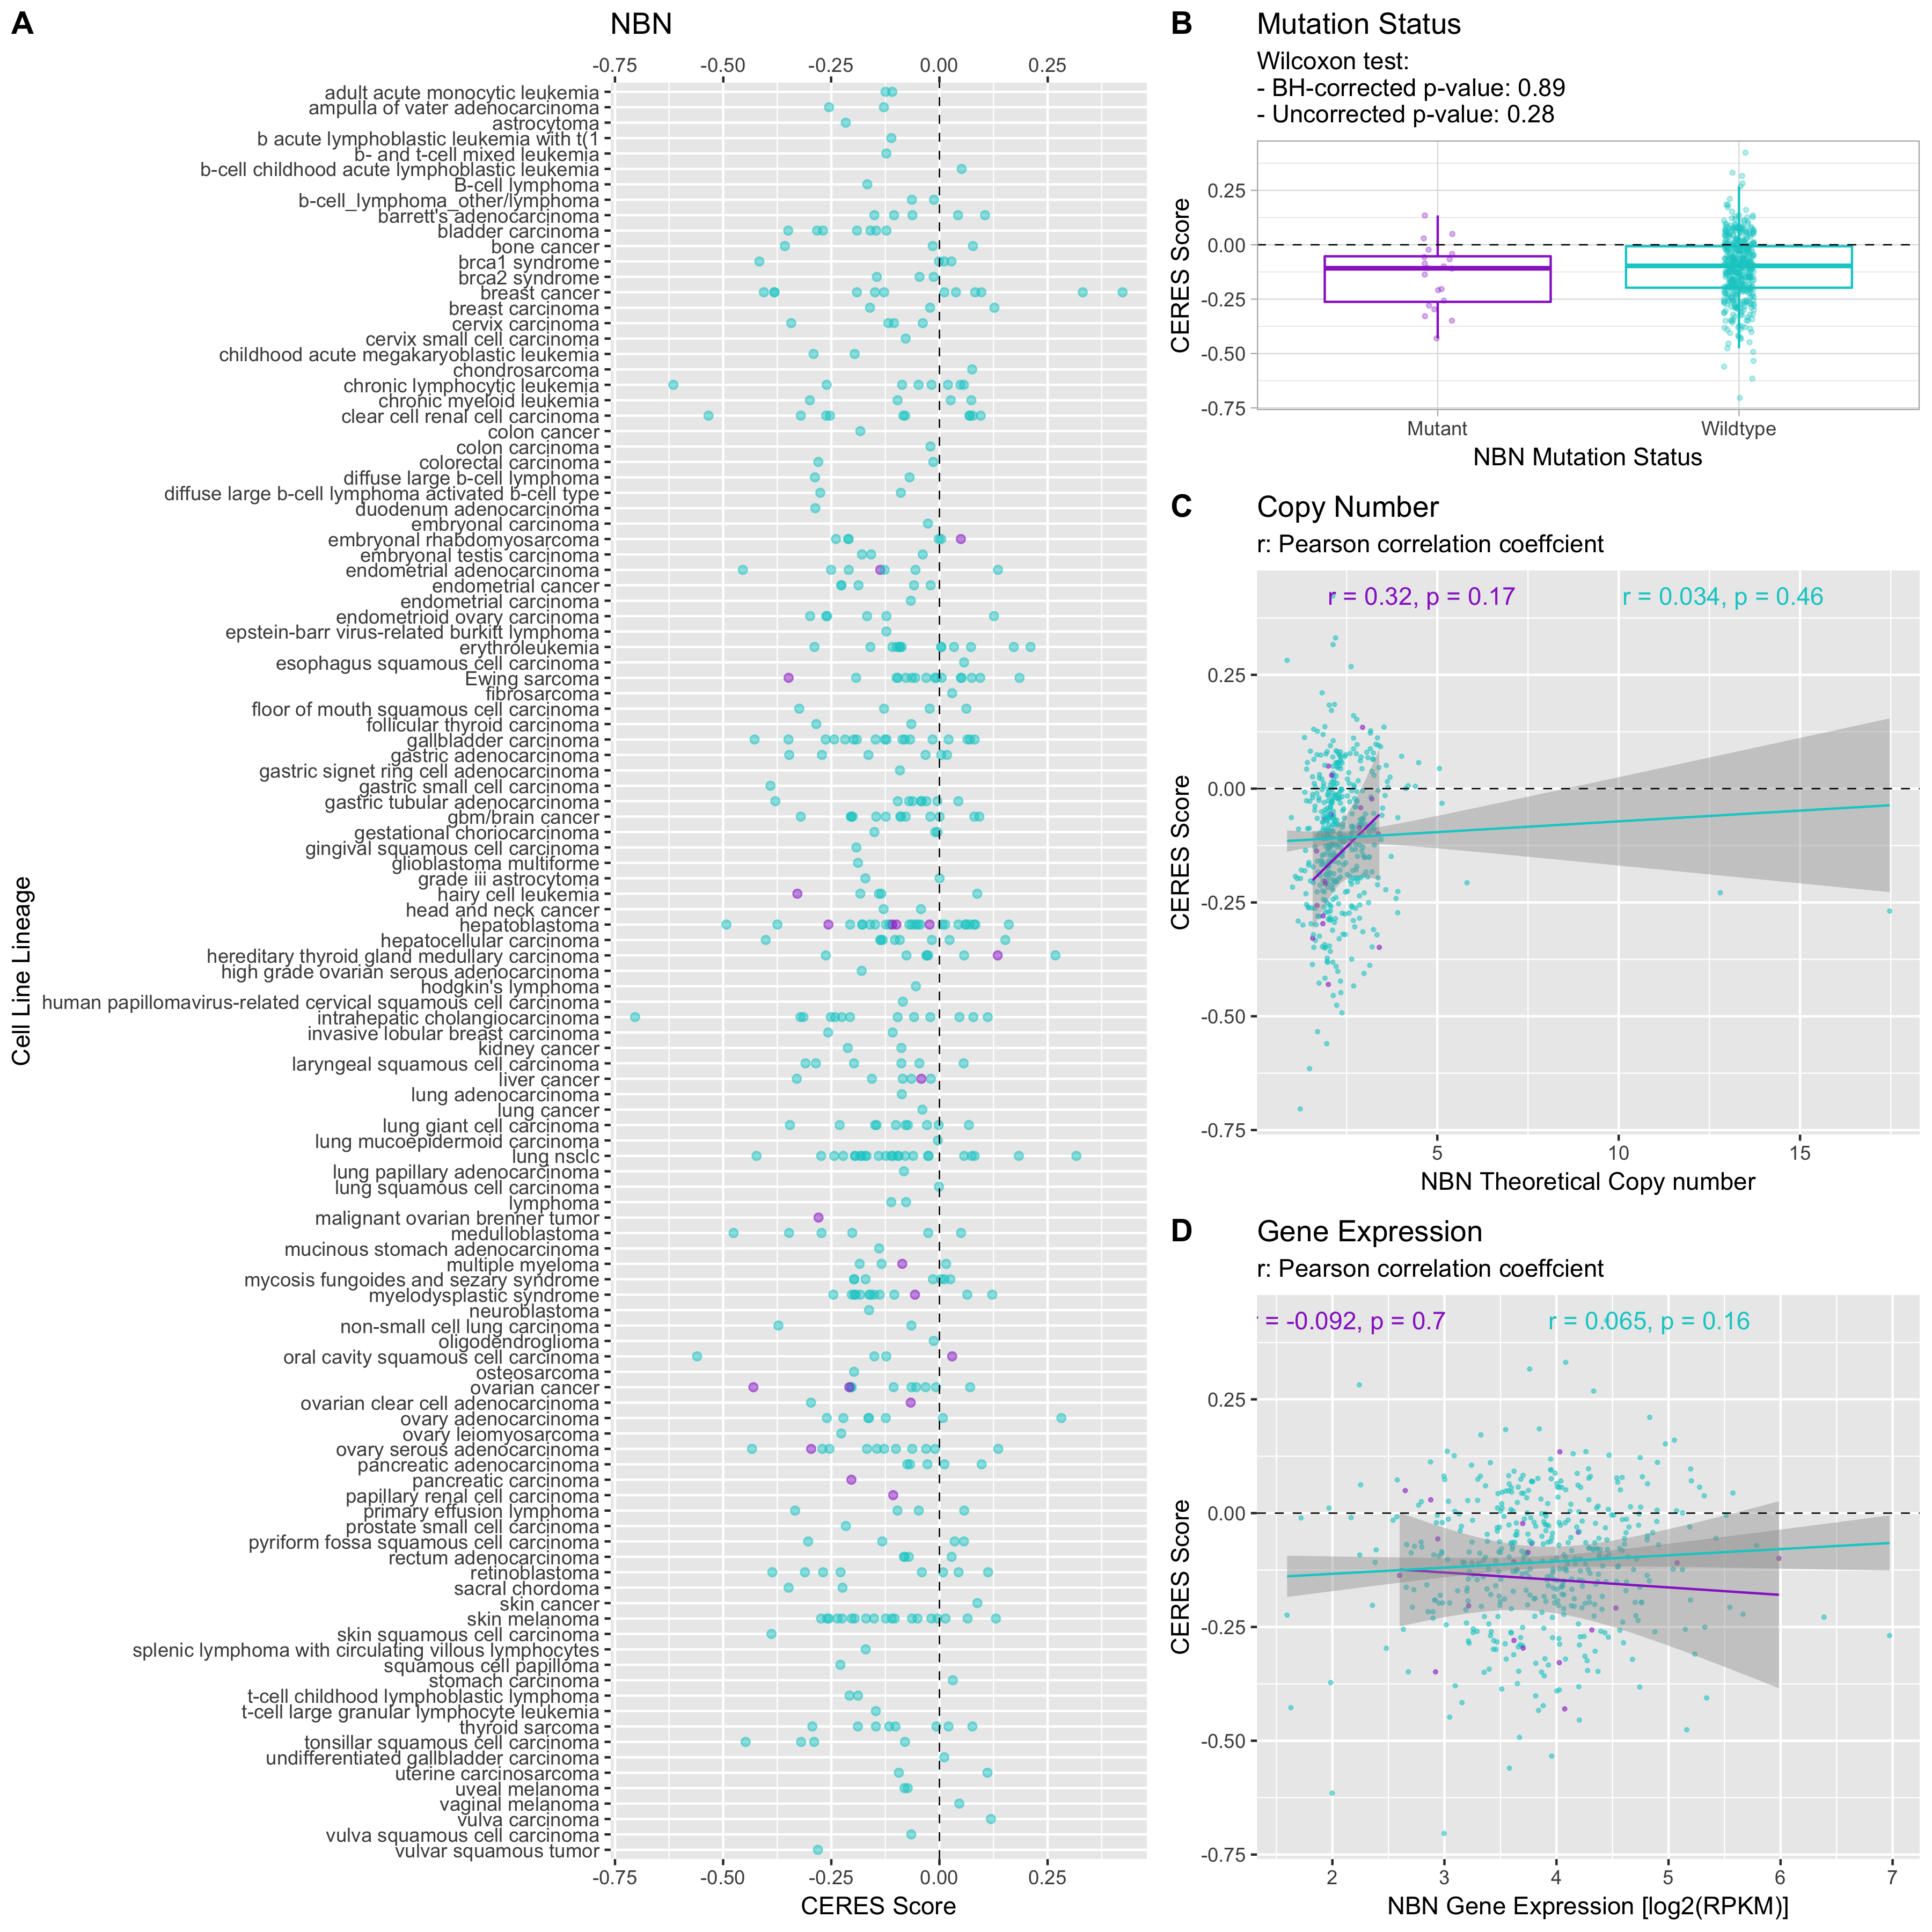 A
NBN
-0.75 -0.50 -0.25 0.00 0.25
adult acute monocytic leukemia
ampulla of vater adenocarcinoma
astrocytoma
b acute lymphoblastic leukemia with t(1
b- and t-cell mixed leukemia
b-cell childhood acute lymphoblastic leukemia
B-cell lymphoma
b-cell_lymphoma_other/lymphoma
barrett's adenocarcinoma
bladder carcinoma
bone cancer
brca1 syndrome
brca2 syndrome
breast cancer
breast carcinoma
cervix carcinoma
cervix small cell carcinoma
childhood acute megakaryoblastic leukemia
chondrosarcoma
chronic lymphocytic leukemia
chronic myeloid leukemia
clear cell renal cell carcinoma
colon cancer
colon carcinoma
colorectal carcinoma
diffuse large b-cell lymphoma
diffuse large b-cell lymphoma activated b-cell type
duodenum adenocarcinoma
embryonal carcinoma
embryonal rhabdomyosarcoma
embryonal testis carcinoma
endometrial adenocarcinoma
endometrial cancer
endometrial carcinoma
endometrioid ovary carcinoma
epstein-barr virus-related burkitt lymphoma
erythroleukemia
esophagus squamous cell carcinoma
Ewing sarcoma
fibrosarcoma
floor of mouth squamous cell carcinoma
follicular thyroid carcinoma
gallbladder carcinoma
gastric adenocarcinoma
gastric signet ring cell adenocarcinoma
gastric small cell carcinoma
gastric tubular adenocarcinoma
gbm/brain cancer
gestational choriocarcinoma
gingival squamous cell carcinoma
glioblastoma multiforme
grade iii astrocytoma
hairy cell leukemia
head and neck cancer
hepatoblastoma
hepatocellular carcinoma
hereditary thyroid gland medullary carcinoma
high grade ovarian serous adenocarcinoma
hodgkin's lymphoma
human papillomavirus-related cervical squamous cell carcinoma
intrahepatic cholangiocarcinoma
invasive lobular breast carcinoma
kidney cancer
laryngeal squamous cell carcinoma
liver cancer
lung adenocarcinoma
lung cancer
lung giant cell carcinoma
lung mucoepidermoid carcinoma
lung nsclc
lung papillary adenocarcinoma
lung squamous cell carcinoma
lymphoma
malignant ovarian brenner tumor
medulloblastoma
mucinous stomach adenocarcinoma
multiple myeloma
mycosis fungoides and sezary syndrome
myelodysplastic syndrome
neuroblastoma
non-small cell lung carcinoma
oligodendroglioma
oral cavity squamous cell carcinoma
osteosarcoma
ovarian cancer
ovarian clear cell adenocarcinoma
ovary adenocarcinoma
ovary leiomyosarcoma
ovary serous adenocarcinoma
pancreatic adenocarcinoma
pancreatic carcinoma
papillary renal cell carcinoma
primary effusion lymphoma
prostate small cell carcinoma
pyriform fossa squamous cell carcinoma
rectum adenocarcinoma
retinoblastoma
sacral chordoma
skin cancer
skin melanoma
skin squamous cell carcinoma
splenic lymphoma with circulating villous lymphocytes
squamous cell papilloma
stomach carcinoma
t-cell childhood lymphoblastic lymphoma
t-cell large granular lymphocyte leukemia
thyroid sarcoma
tonsillar squamous cell carcinoma
undifferentiated gallbladder carcinoma
uterine carcinosarcoma
uveal melanoma
vaginal melanoma
vulva carcinoma
vulva squamous cell carcinoma
vulvar squamous tumor
-0.75 -0.50 -0.25 0.00 0.25
CERES Score
Cell Line Lineage
B
Mutation Status
Wilcoxon test:
- BH-corrected p-value: 0.89
- Uncorrected p-value: 0.28
0.25
0.00
-0.25
-0.50
-0.75
CERES Score
Mutant Wildtype
NBN Mutation Status
C
Copy Number
r: Pearson correlation coeffcient
r = 0.32, p = 0.17 r = 0.034, p = 0.46
0.25
0.00
-0.25
-0.50
-0.75
CERES Score
5 10 15
NBN Theoretical Copy number
D
Gene Expression
r: Pearson correlation coeffcient
r = -0.092, p = 0.7 r = 0.065, p = 0.16
0.25
0.00
-0.25
-0.50
-0.75
CERES Score
2 3 4 5 6 7
NBN Gene Expression [log2(RPKM)]